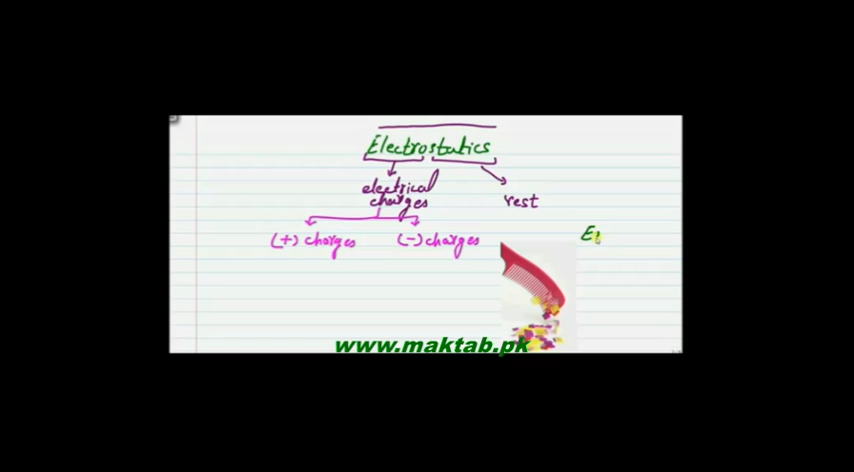 Electrostatics
electrical
charges
rest
(+) charges
(-) charges
www.maktab.pk